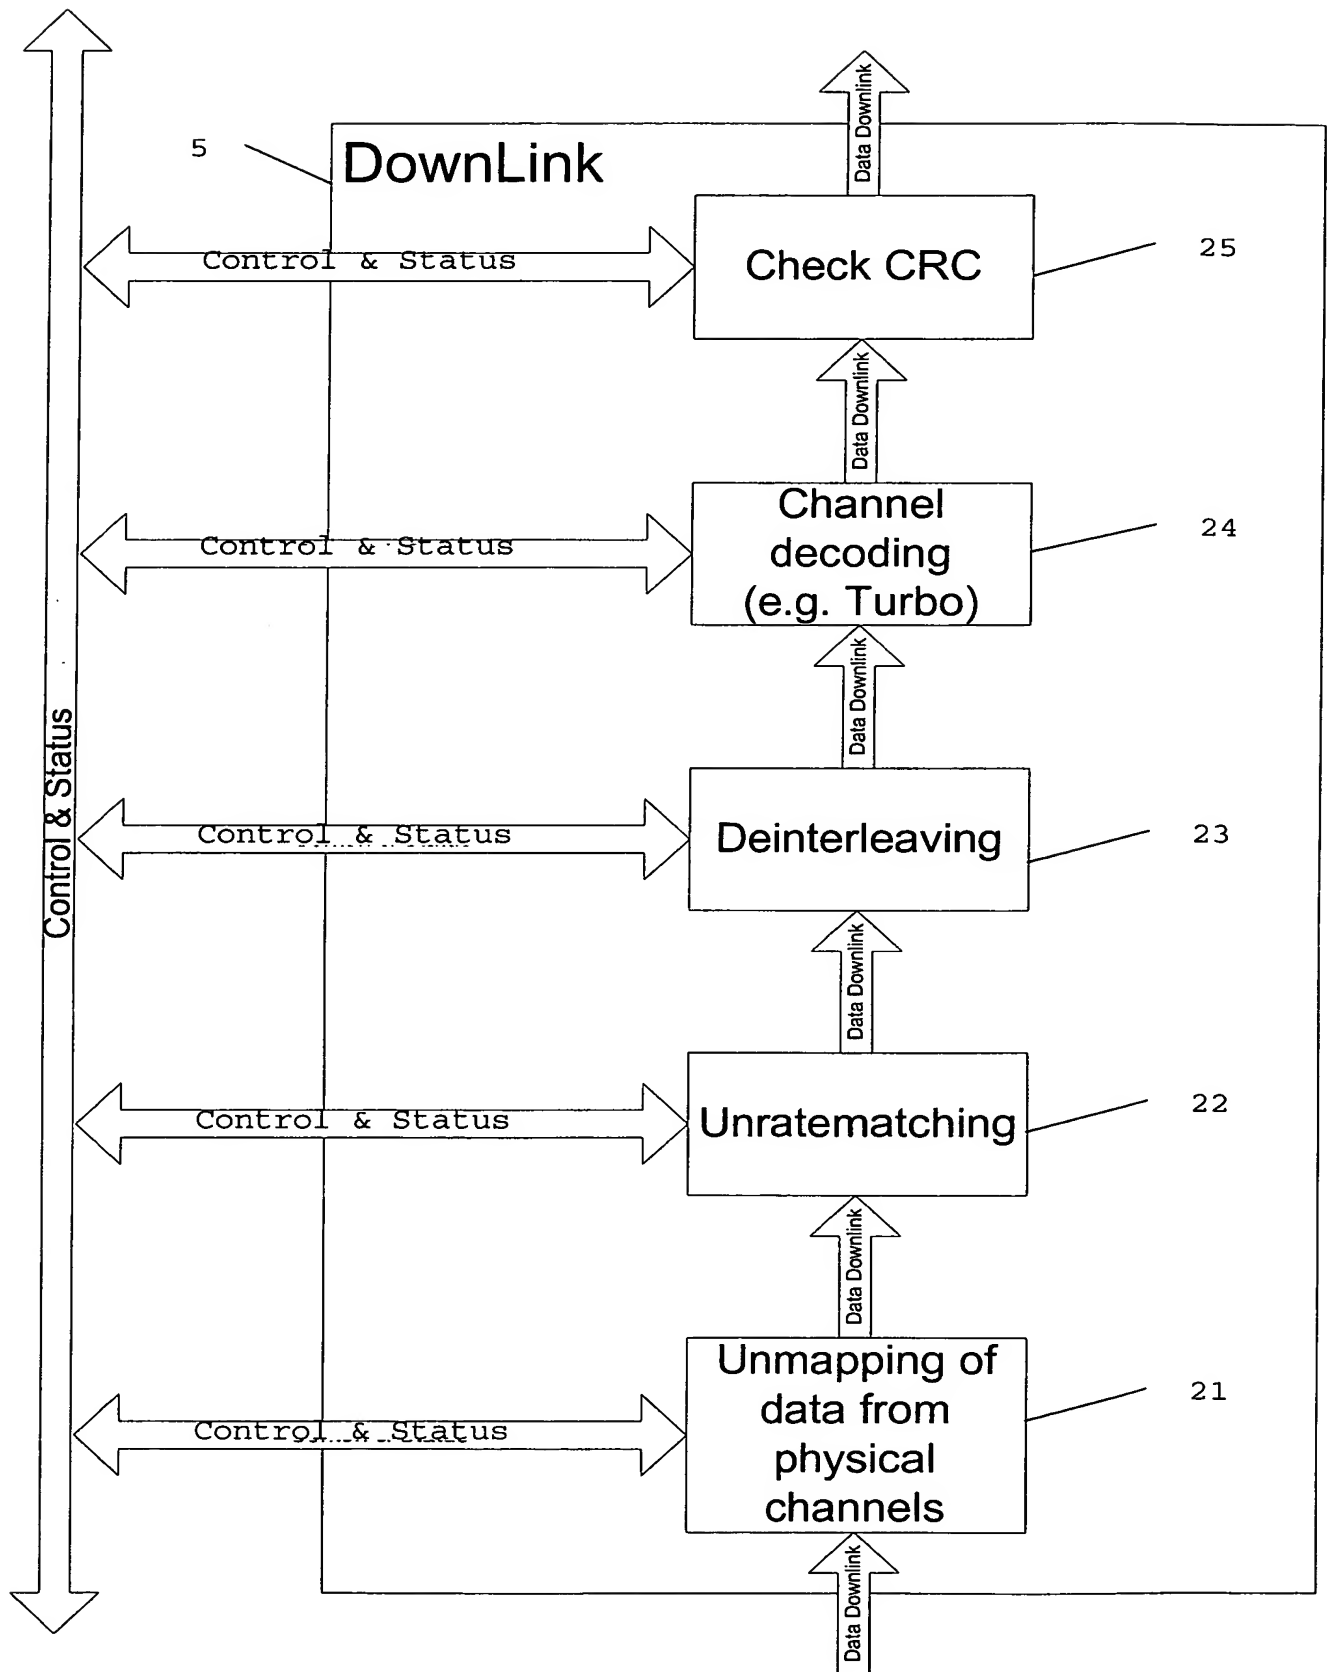 Data Downlink
5
DownLink
Control & Status
Check CRC
25
Data Downlink
Control & Status
Channel
decoding
(e.g. Turbo)
24
Data Downlink
Control & Status
Control & Status
Deinterleaving
23
Data Downlink
Control & Status
Unratematching
22
Data Downlink
Control & Status
Unmapping of
data from
physical
channels
21
Data Downlink